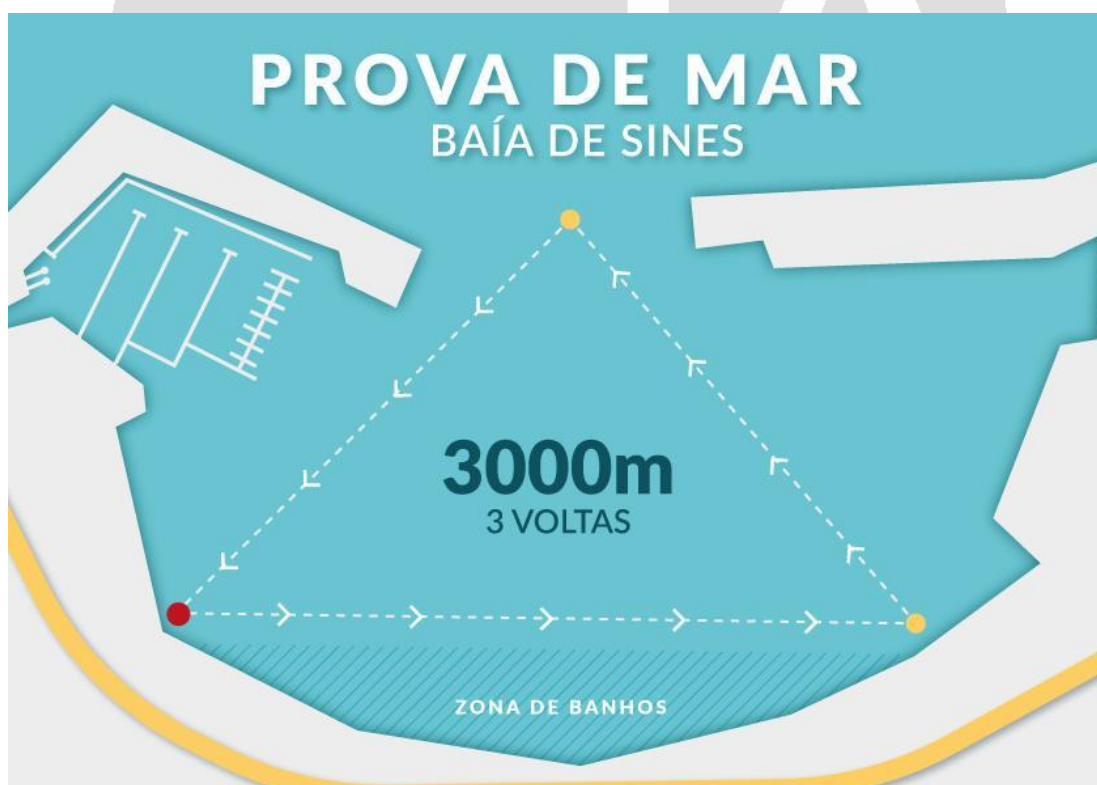 PROVA DE MAR
BAÍA DE SINES
3000m
3 VOLTAS
ZONA DE BANHOS